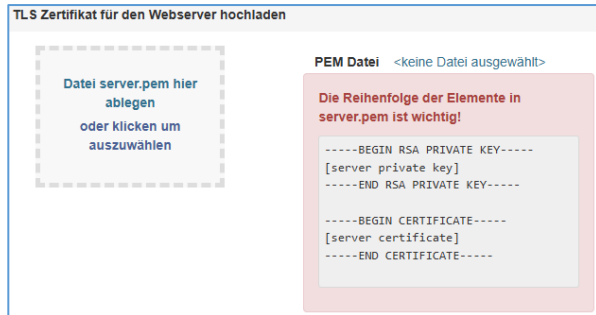 TLS Zertifikat für den Webserver hochladen
Datei server.pem hier
ablegen
oder klicken um
auszuwählen
PEM Datei <keine Datei ausgewählt>
Die Reihenfolge der Elemente in
server.pem ist wichtig!
-----BEGIN RSA PRIVATE KEY-----
[server private key]
-----END RSA PRIVATE KEY-----
-----BEGIN CERTIFICATE-----
[server certificate]
-----END CERTIFICATE-----